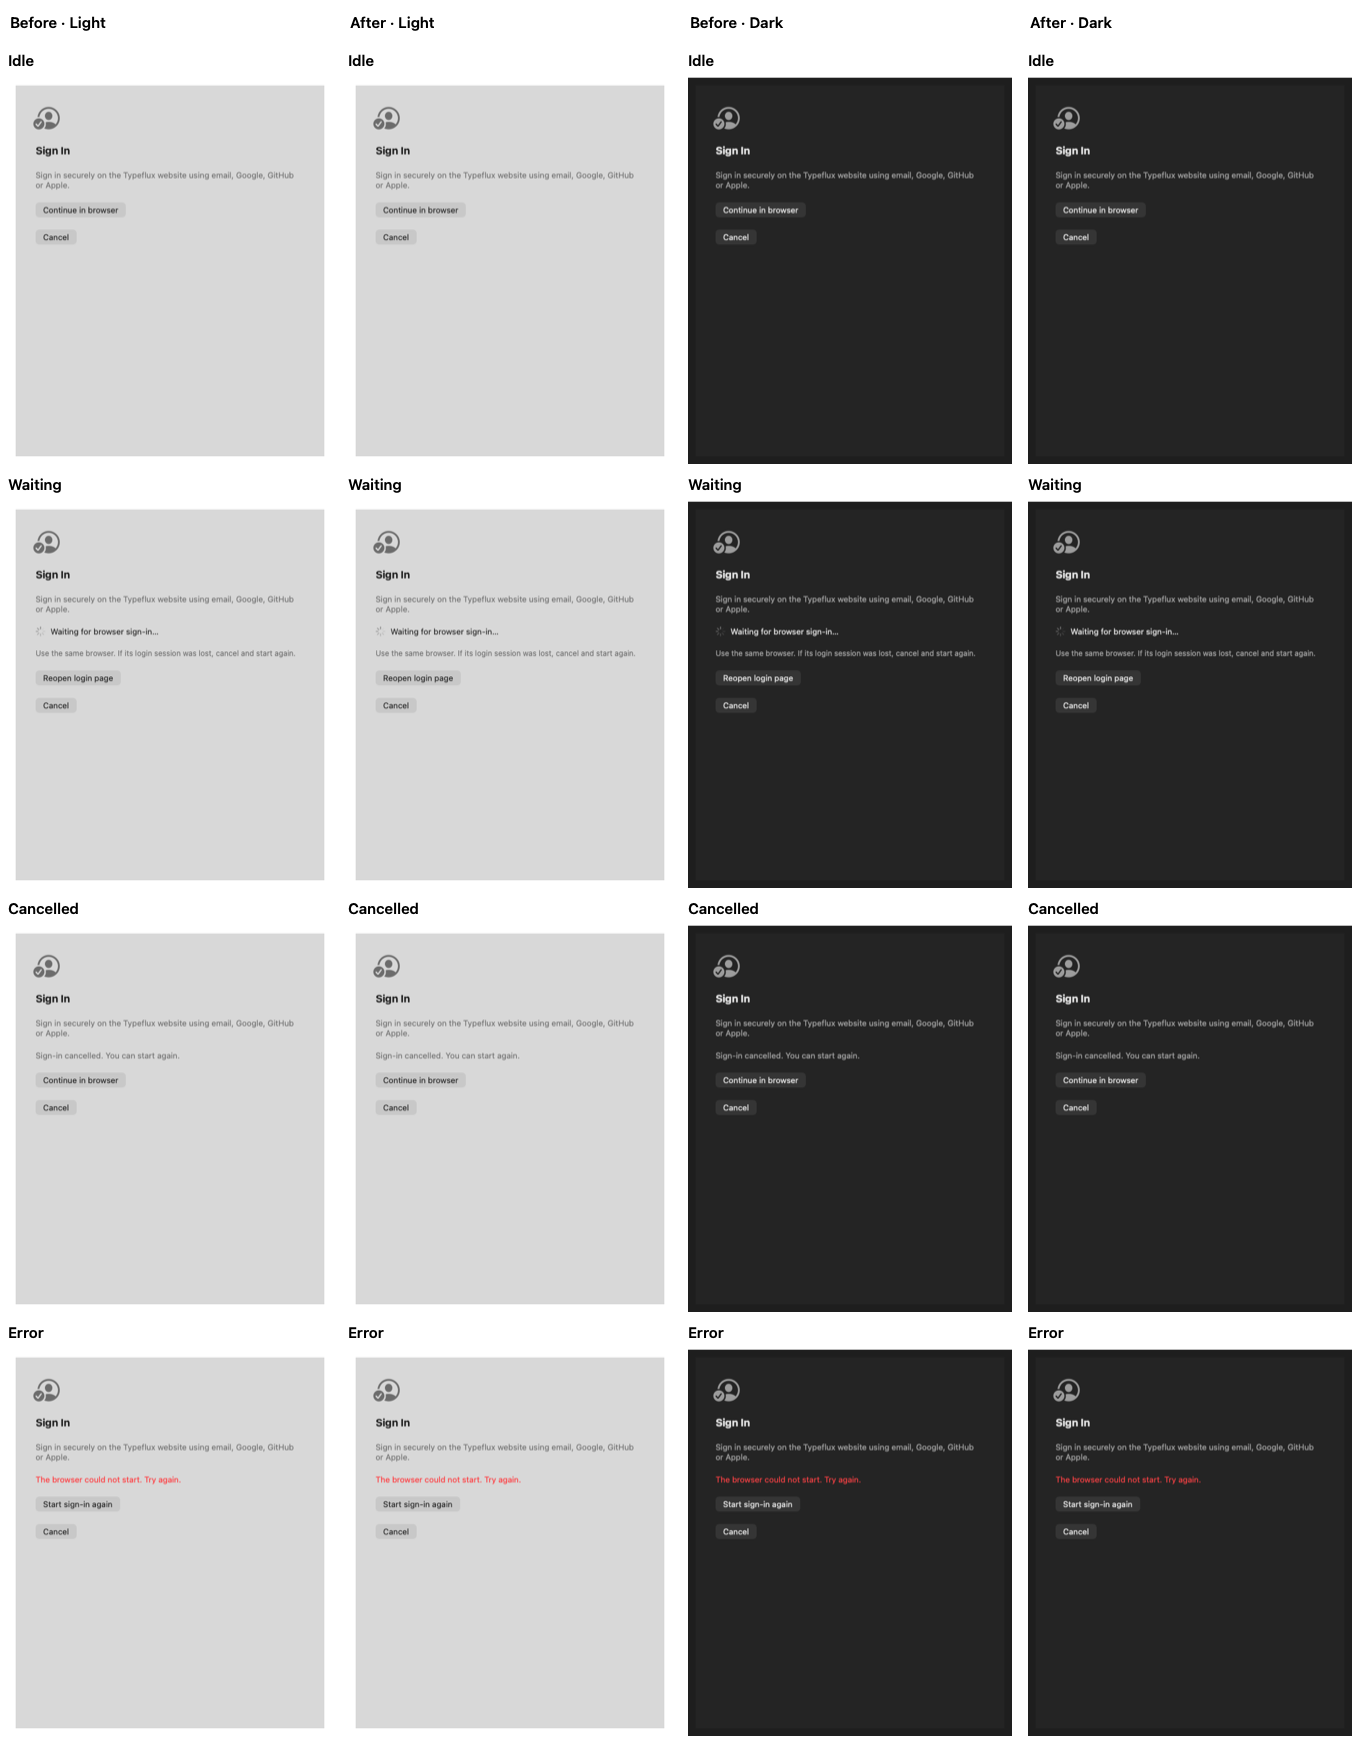 Before · Light
After · Light
Before · Dark
After · Dark
Idle
Idle
Idle
Idle
Sign In
Sign in securely on the Typeflux website using email, Google, GitHub
or Apple.
Continue in browser
Cancel
Sign In
Sign in securely on the Typeflux website using email, Google, GitHub
or Apple.
Continue in browser
Cancel
Sign In
Sign in securely on the Typeflux website using email, Google, GitHub
or Apple.
Continue in browser
Cancel
Sign In
Sign in securely on the Typeflux website using email, Google, GitHub
or Apple.
Continue in browser
Cancel
Waiting
Waiting
Waiting
Waiting
Sign In
Sign in securely on the Typeflux website using email, Google, GitHub
or Apple.
Waiting for browser sign-in...
Use the same browser. If its login session was lost, cancel and start again.
Reopen login page
Cancel
Sign In
Sign in securely on the Typeflux website using email, Google, GitHub
or Apple.
Waiting for browser sign-in...
Use the same browser. If its login session was lost, cancel and start again.
Reopen login page
Cancel
Sign In
Sign in securely on the Typeflux website using email, Google, GitHub
or Apple.
Waiting for browser sign-in...
Use the same browser. If its login session was lost, cancel and start again.
Reopen login page
Cancel
Sign In
Sign in securely on the Typeflux website using email, Google, GitHub
or Apple.
Waiting for browser sign-in...
Use the same browser. If its login session was lost, cancel and start again.
Reopen login page
Cancel
Cancelled
Cancelled
Cancelled
Cancelled
Sign In
Sign in securely on the Typeflux website using email, Google, GitHub
or Apple.
Sign-in cancelled. You can start again.
Continue in browser
Cancel
Sign In
Sign in securely on the Typeflux website using email, Google, GitHub
or Apple.
Sign-in cancelled. You can start again.
Continue in browser
Cancel
Sign In
Sign in securely on the Typeflux website using email, Google, GitHub
or Apple.
Sign-in cancelled. You can start again.
Continue in browser
Cancel
Sign In
Sign in securely on the Typeflux website using email, Google, GitHub
or Apple.
Sign-in cancelled. You can start again.
Continue in browser
Cancel
Error
Error
Error
Error
Sign In
Sign in securely on the Typeflux website using email, Google, GitHub
or Apple.
The browser could not start. Try again.
Start sign-in again
Cancel
Sign In
Sign in securely on the Typeflux website using email, Google, GitHub
or Apple.
The browser could not start. Try again.
Start sign-in again
Cancel
Sign In
Sign in securely on the Typeflux website using email, Google, GitHub
or Apple.
The browser could not start. Try again.
Start sign-in again
Cancel
Sign In
Sign in securely on the Typeflux website using email, Google, GitHub
or Apple.
The browser could not start. Try again.
Start sign-in again
Cancel